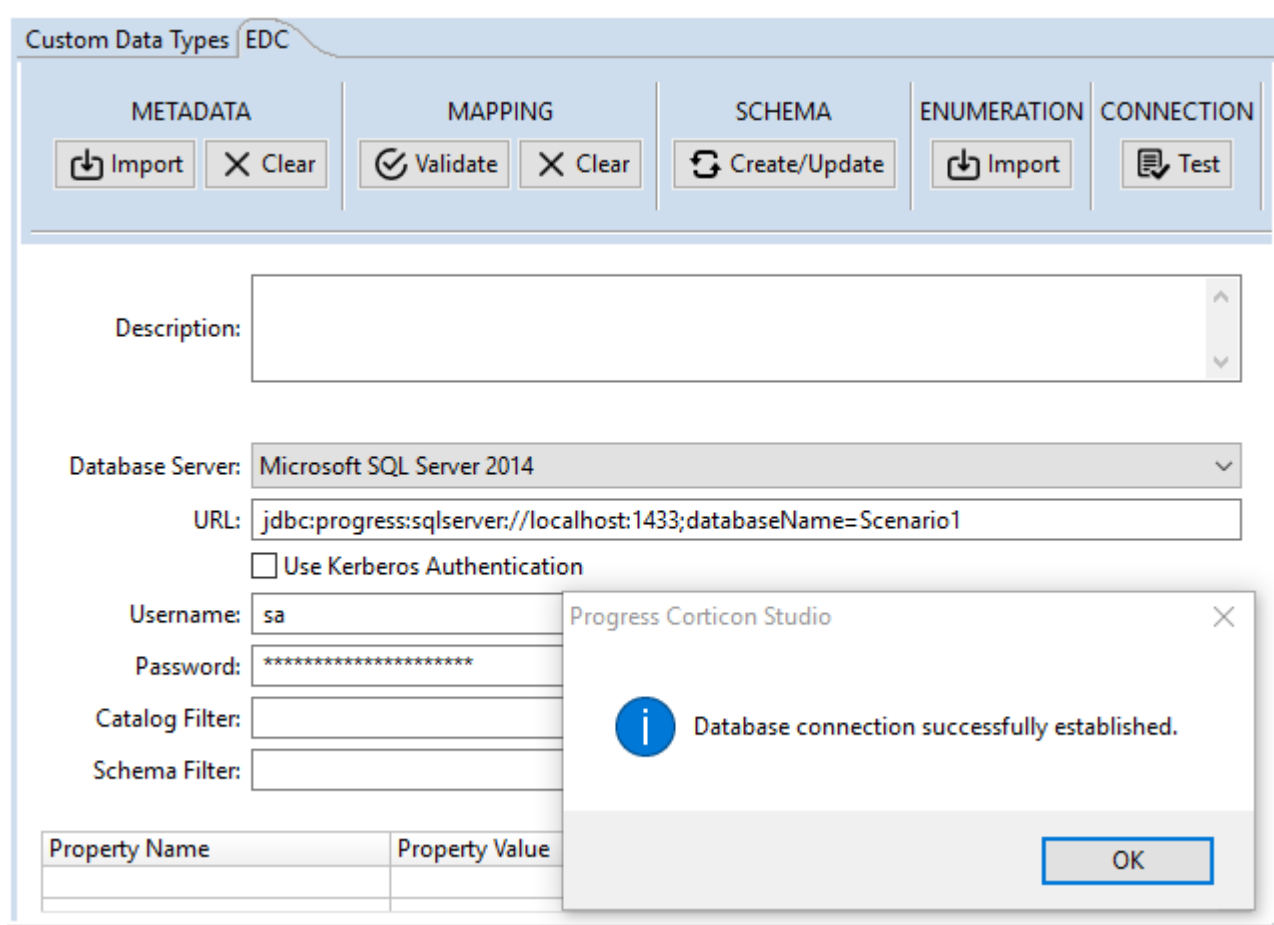 Custom Data Types EDC
METADATA MAPPING SCHEMA ENUMERATION CONNECTION
Import Clear Validate Clear Create/Update Import Test
Description:
Database Server: Microsoft SQL Server 2014
URL: jdbc:progress:sqlserver://localhost:1433;databaseName=Scenario1
Use Kerberos Authentication
Username: sa
Password: *********************
Catalog Filter:
Schema Filter:
Property Name Property Value
Progress Corticon Studio
Database connection successfully established.
OK